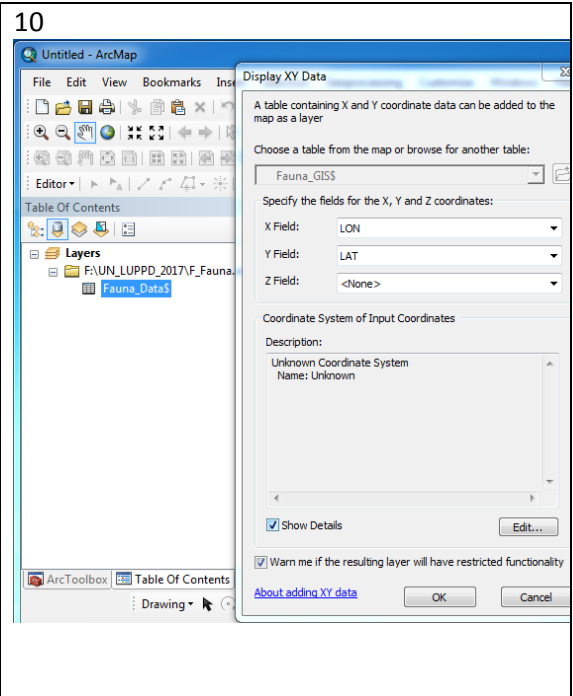 10
Untitled - ArcMap
File Edit View Bookmarks Inse
Editor
Table Of Contents
Layers
F:\UN_LUPPD_2017\F_Fauna.
Fauna_Data$
ArcToolbox Table Of Contents
Drawing
Display XY Data
A table containing X and Y coordinate data can be added to the
map as a layer
Choose a table from the map or browse for another table:
Fauna_GIS$
Specify the fields for the X, Y and Z coordinates:
X Field: LON
Y Field: LAT
Z Field: <None>
Coordinate System of Input Coordinates
Description:
Unknown Coordinate System
Name: Unknown
Show Details Edit...
Warn me if the resulting layer will have restricted functionality
About adding XY data OK Cancel